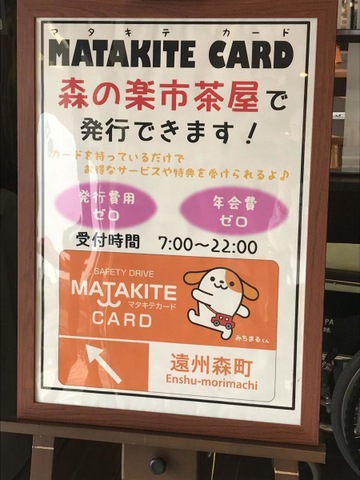 マタキテカード
MATAKITE CARD
森の楽市茶屋で
発行できます！
カードを持っているだけで
お得なサービスや特典を受けられるよ♪
発行費用
ゼロ
年会費
ゼロ
受付時間 7:00〜22:00
SAFETY DRIVE
MATAKITE
マタキテカード
CARD
みちまるくん
遠州森町
Enshu-morimachi